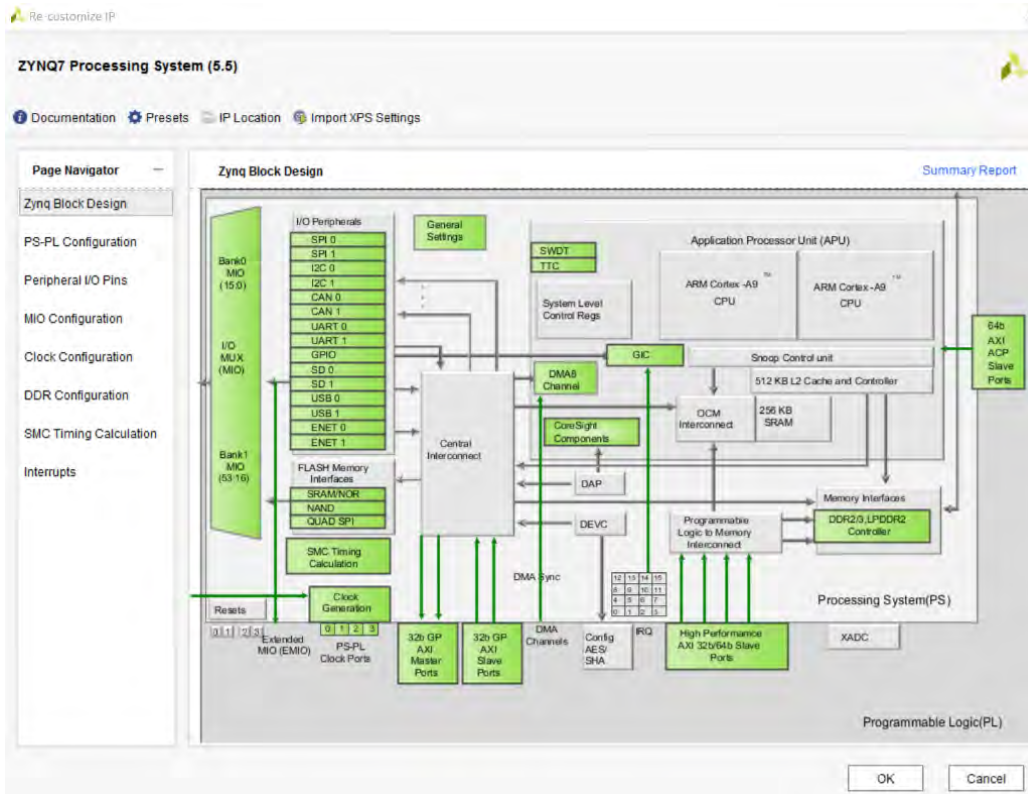 Re-customize IP
ZYNQ7 Processing System (5.5)
Documentation
Presets
IP Location
Import XPS Settings
Page Navigator
Zynq Block Design
PS-PL Configuration
Peripheral I/O Pins
MIO Configuration
Clock Configuration
DDR Configuration
SMC Timing Calculation
Interrupts
Zynq Block Design
Summary Report
Bank0
MIO
(15:0)
I/O
MUX
(MIO)
Bank1
MIO
(53:16)
I/O Peripherals
SPI 0
SPI 1
I2C 0
I2C 1
CAN 0
CAN 1
UART 0
UART 1
GPIO
SD 0
SD 1
USB 0
USB 1
ENET 0
ENET 1
FLASH Memory
Interfaces
SRAM/NOR
NAND
QUAD SPI
SMC Timing
Calculation
General
Settings
Application Processor Unit (APU)
SWDT
TTC
System Level
Control Regs
ARM Cortex -A9
TM
CPU
ARM Cortex -A9
TM
CPU
GIC
Snoop Control unit
512 KB L2 Cache and Controller
DMA8
Channel
CoreSight
Components
OCM
Interconnect
256 KB
SRAM
64b
AXI
ACP
Slave
Ports
Central
Interconnect
DAP
DEVC
Programmable
Logic to Memory
Interconnect
Memory Interfaces
DDR2/3,LPDDR2
Controller
DMA Sync
12 13 14 15
8 9 10 11
4 5 6 7
0 1 2 3
Processing System(PS)
Resets
0 1 2 3
Clock
Generation
0 1 2 3
Extended
MIO (EMIO)
PS-PL
Clock Ports
32b GP
AXI
Master
Ports
32b GP
AXI
Slave
Ports
DMA
Channels
Config
AES/
SHA
IRQ
High Performance
AXI 32b/64b Slave
Ports
XADC
Programmable Logic(PL)
OK
Cancel